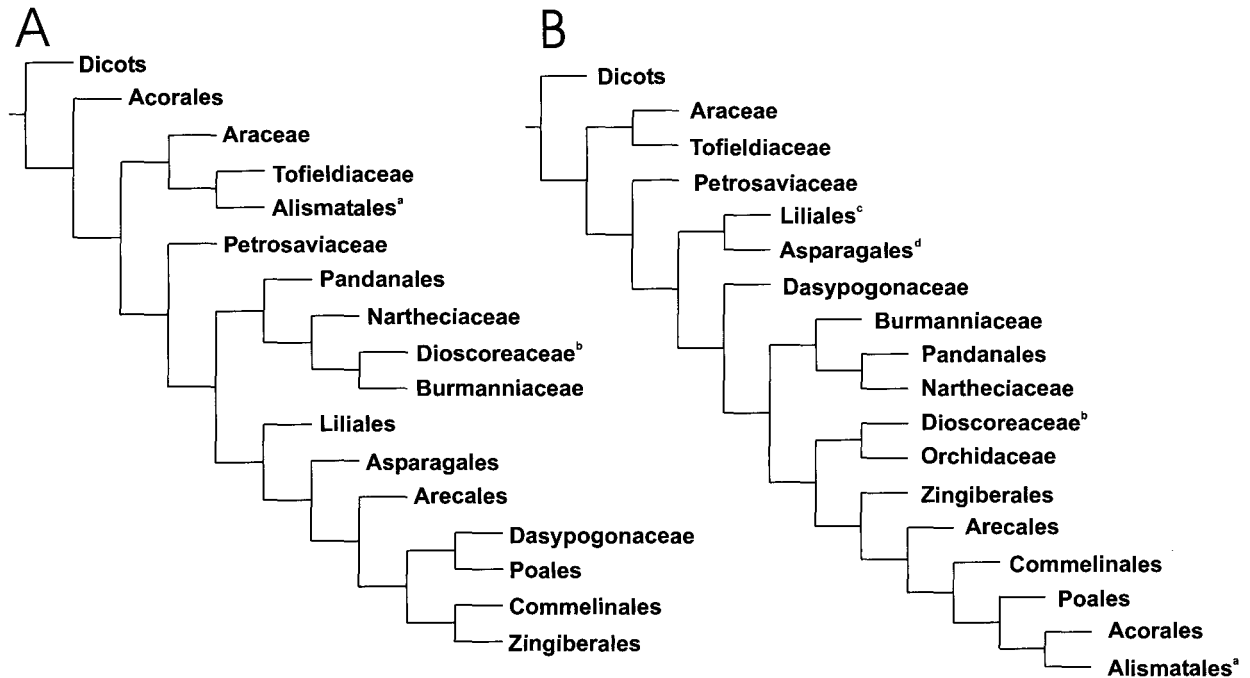 A
Dicots
Acorales
Araceae
Tofieldiaceae
Alismatalesᵃ
Petrosaviaceae
Pandanales
Nartheciaceae
Dioscoreaceaeᵇ
Burmanniaceae
Liliales
Asparagales
Arecales
Dasypogonaceae
Poales
Commelinales
Zingiberales
B
Dicots
Araceae
Tofieldiaceae
Petrosaviaceae
Lilialesᶜ
Asparagalesᵈ
Dasypogonaceae
Burmanniaceae
Pandanales
Nartheciaceae
Dioscoreaceaeᵇ
Orchidaceae
Zingiberales
Arecales
Commelinales
Poales
Acorales
Alismatalesᵃ